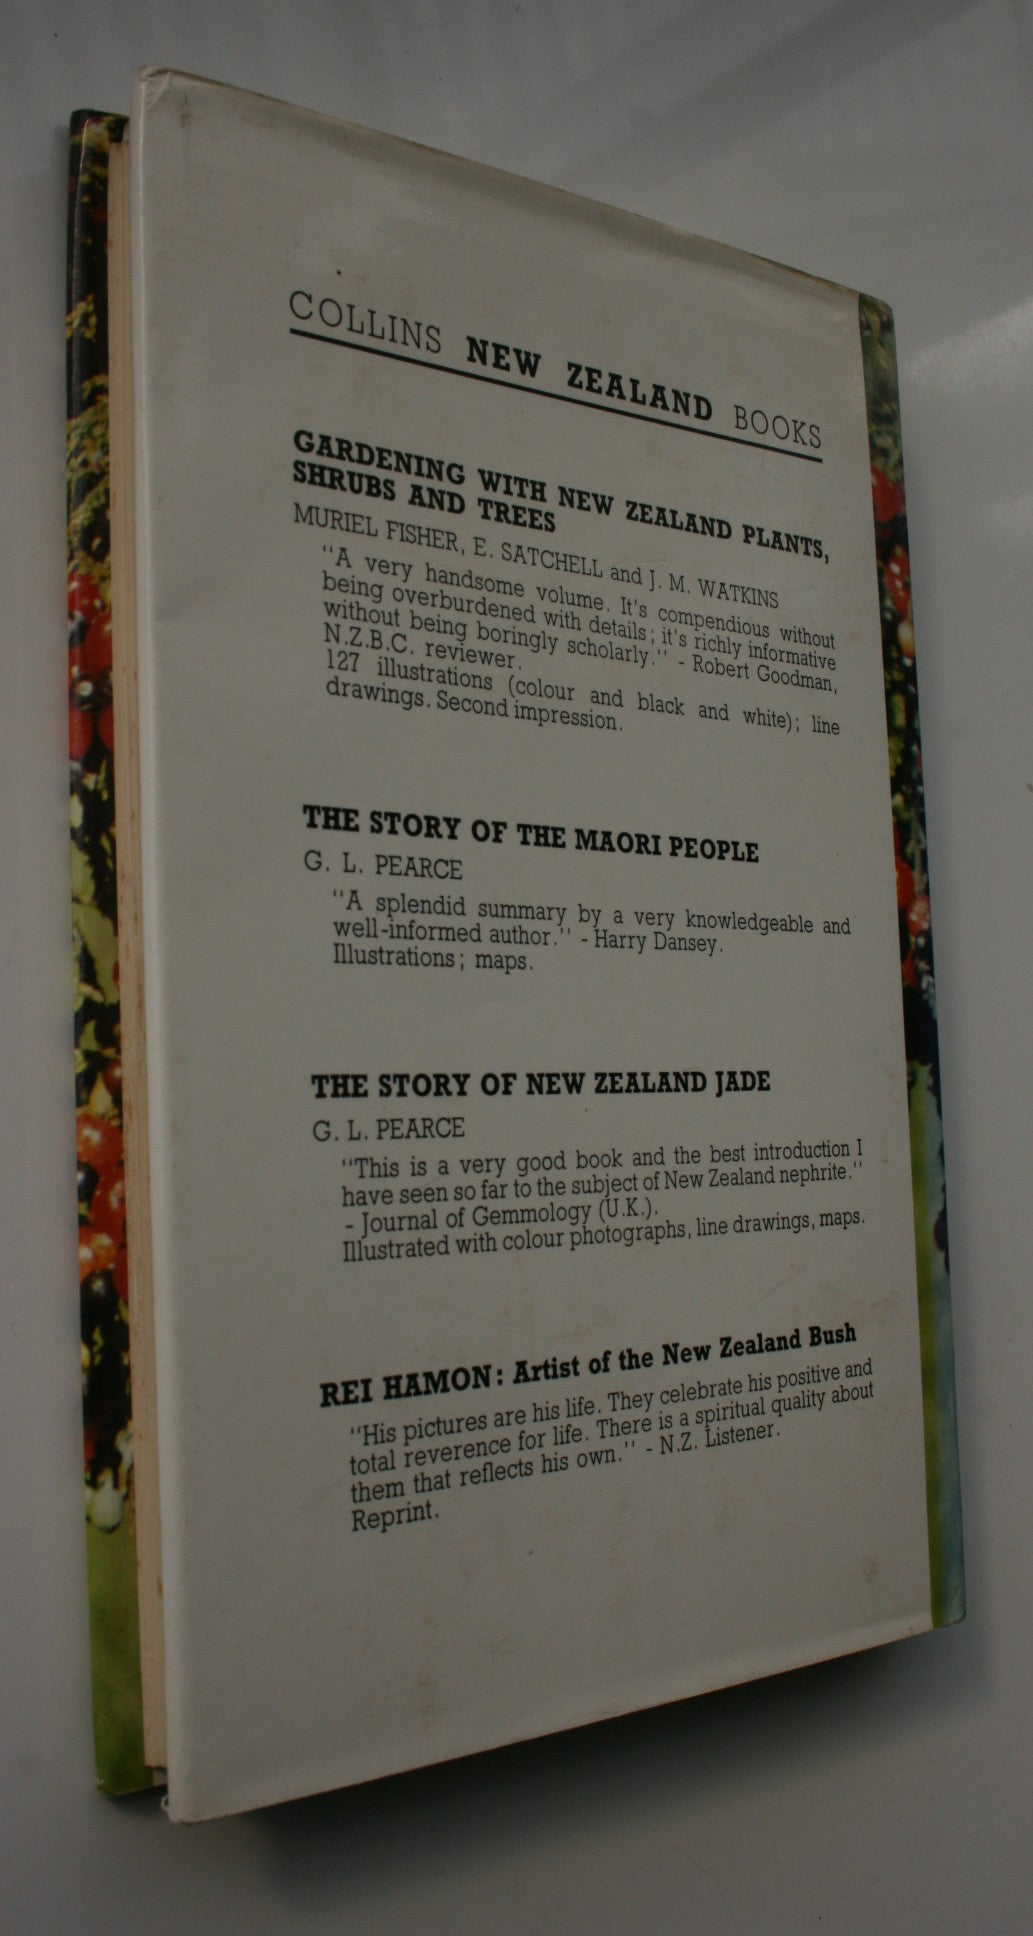 COLLINS NEW ZEALAND BOOKS
GARDENING WITH NEW ZEALAND PLANTS,
SHRUBS AND TREES
MURIEL FISHER, E. SATCHELL and J. M. WATKINS
"A very handsome volume. It's compendious without
being overburdened with details; it's richly informative
without being boringly scholarly." - Robert Goodman,
N.Z.B.C. reviewer.
127 illustrations (colour and black and white); line
drawings. Second impression.
THE STORY OF THE MAORI PEOPLE
G. L. PEARCE
"A splendid summary by a very knowledgeable and
well-informed author." - Harry Dansey.
Illustrations; maps.
THE STORY OF NEW ZEALAND JADE
G. L. PEARCE
"This is a very good book and the best introduction I
have seen so far to the subject of New Zealand nephrite."
- Journal of Gemmology (U.K.).
Illustrated with colour photographs, line drawings, maps.
REI HAMON: Artist of the New Zealand Bush
"His pictures are his life. They celebrate his positive and
total reverence for life. There is a spiritual quality about
them that reflects his own." - N.Z. Listener.
Reprint.